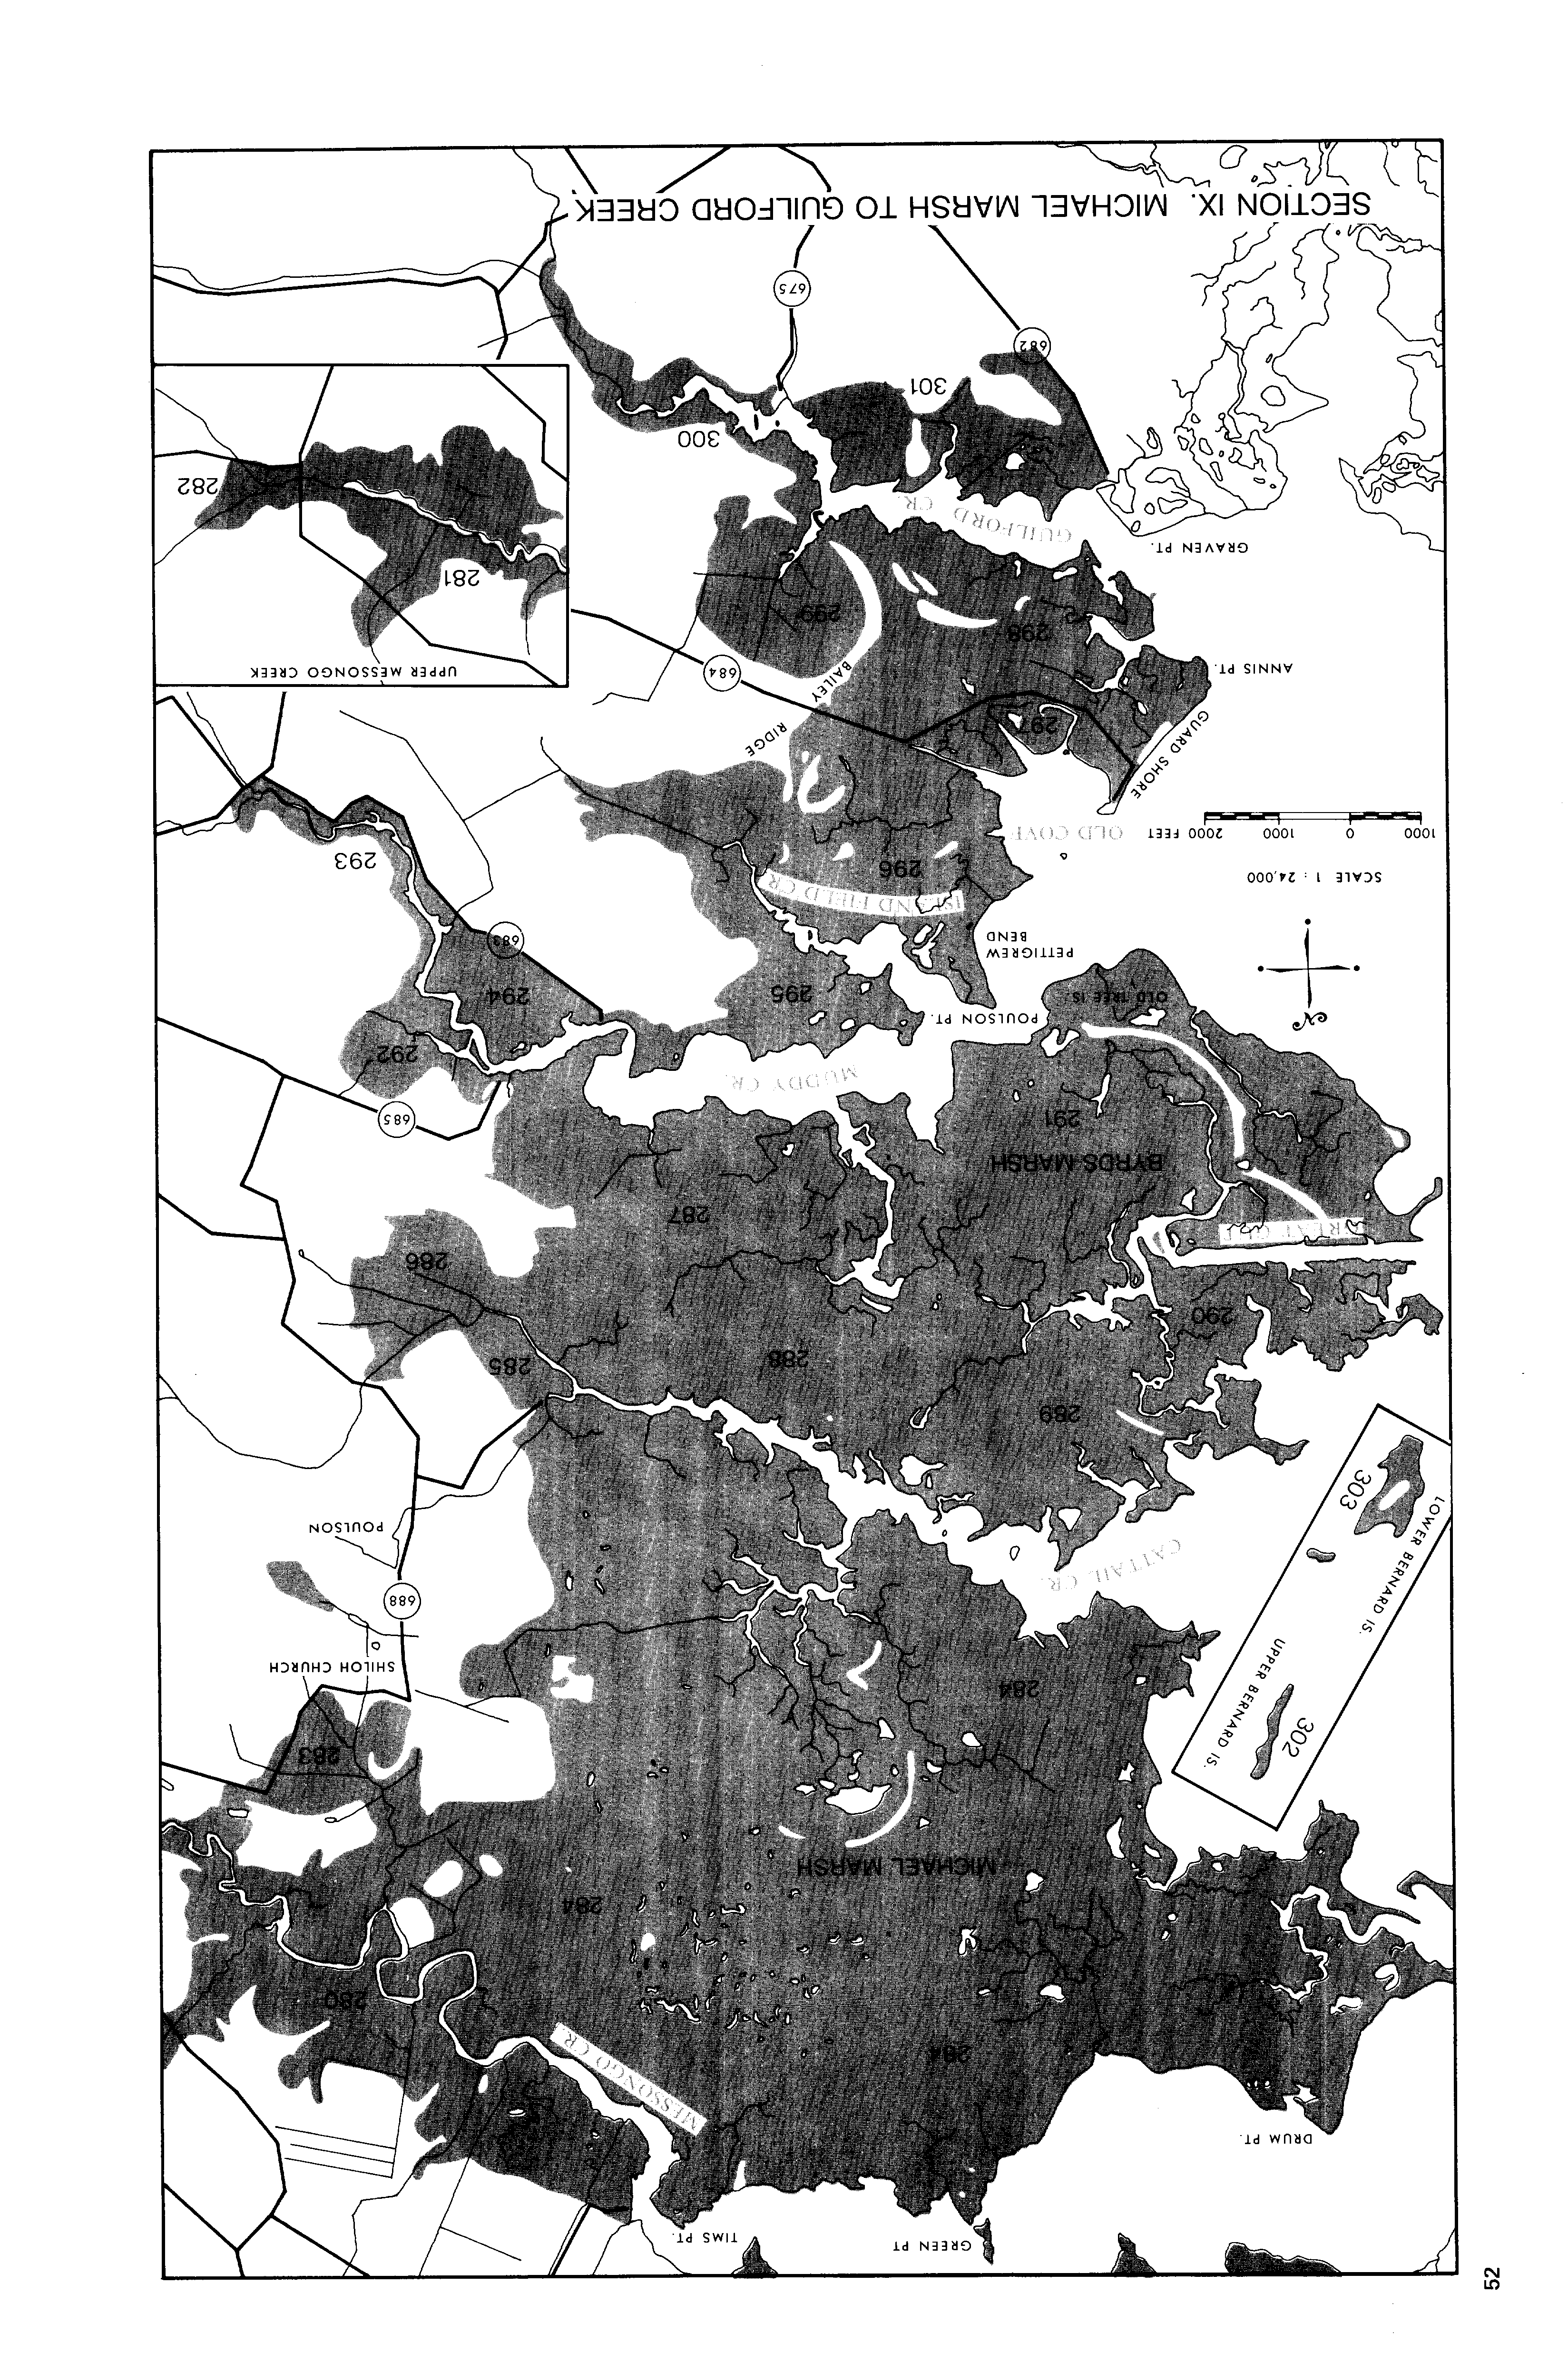 52
GREEN PT
TIMS PT.
DRUM PT.
MESSONGO CR.
284
280
284
MICHAEL MARSH
283
UPPER BERNARD IS.
302
LOWER BERNARD IS.
303
284
SHILOH CHURCH
688
POULSON
CATTAIL CR.
289
288
285
290
286
287
BYRDS MARSH
291
685
MUDDY CR.
292
POULSON PT.
OLD TREE IS.
295
294
N
PETTIGREW
BEND
683
ISLAND FIELD CR.
SCALE 1 : 24,000
1000 0 1000 2000 FEET
296
293
OLD COVE
GUARD SHORE
297
BAILEY
RIDGE
684
ANNIS PT.
UPPER MESSONGO CREEK
298
299
281
282
GRAVEN PT.
GUILFORD CR.
300
301
682
675
SECTION IX. MICHAEL MARSH TO GUILFORD CREEK